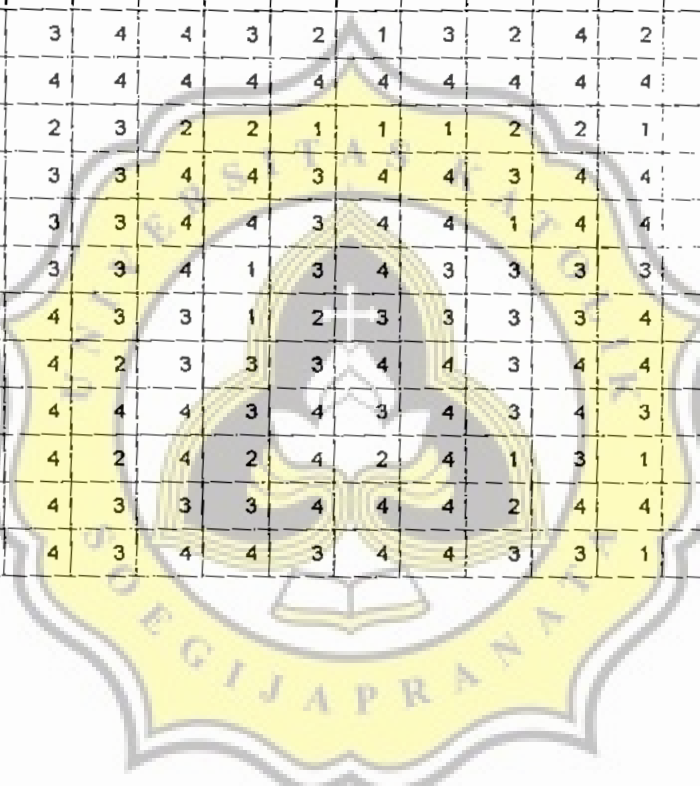 3 4 4 3 2 1 3 2 4 2
4 4 4 4 4 4 4 4 4 4
2 3 2 2 1 1 1 2 2 1
3 3 4 4 3 4 4 3 4 4
3 3 4 4 3 4 4 1 4 4
3 3 4 1 3 4 3 3 3 3
4 3 3 1 2 3 3 3 3 4
4 2 3 3 3 4 4 3 4 4
4 4 4 3 4 3 4 3 4 3
4 2 4 2 4 2 4 1 3 1
4 3 3 3 4 4 4 2 4 4
4 3 4 4 3 4 4 3 3 1
UNIVERSITAS KATOLIK
SOEGIJAPRANATA